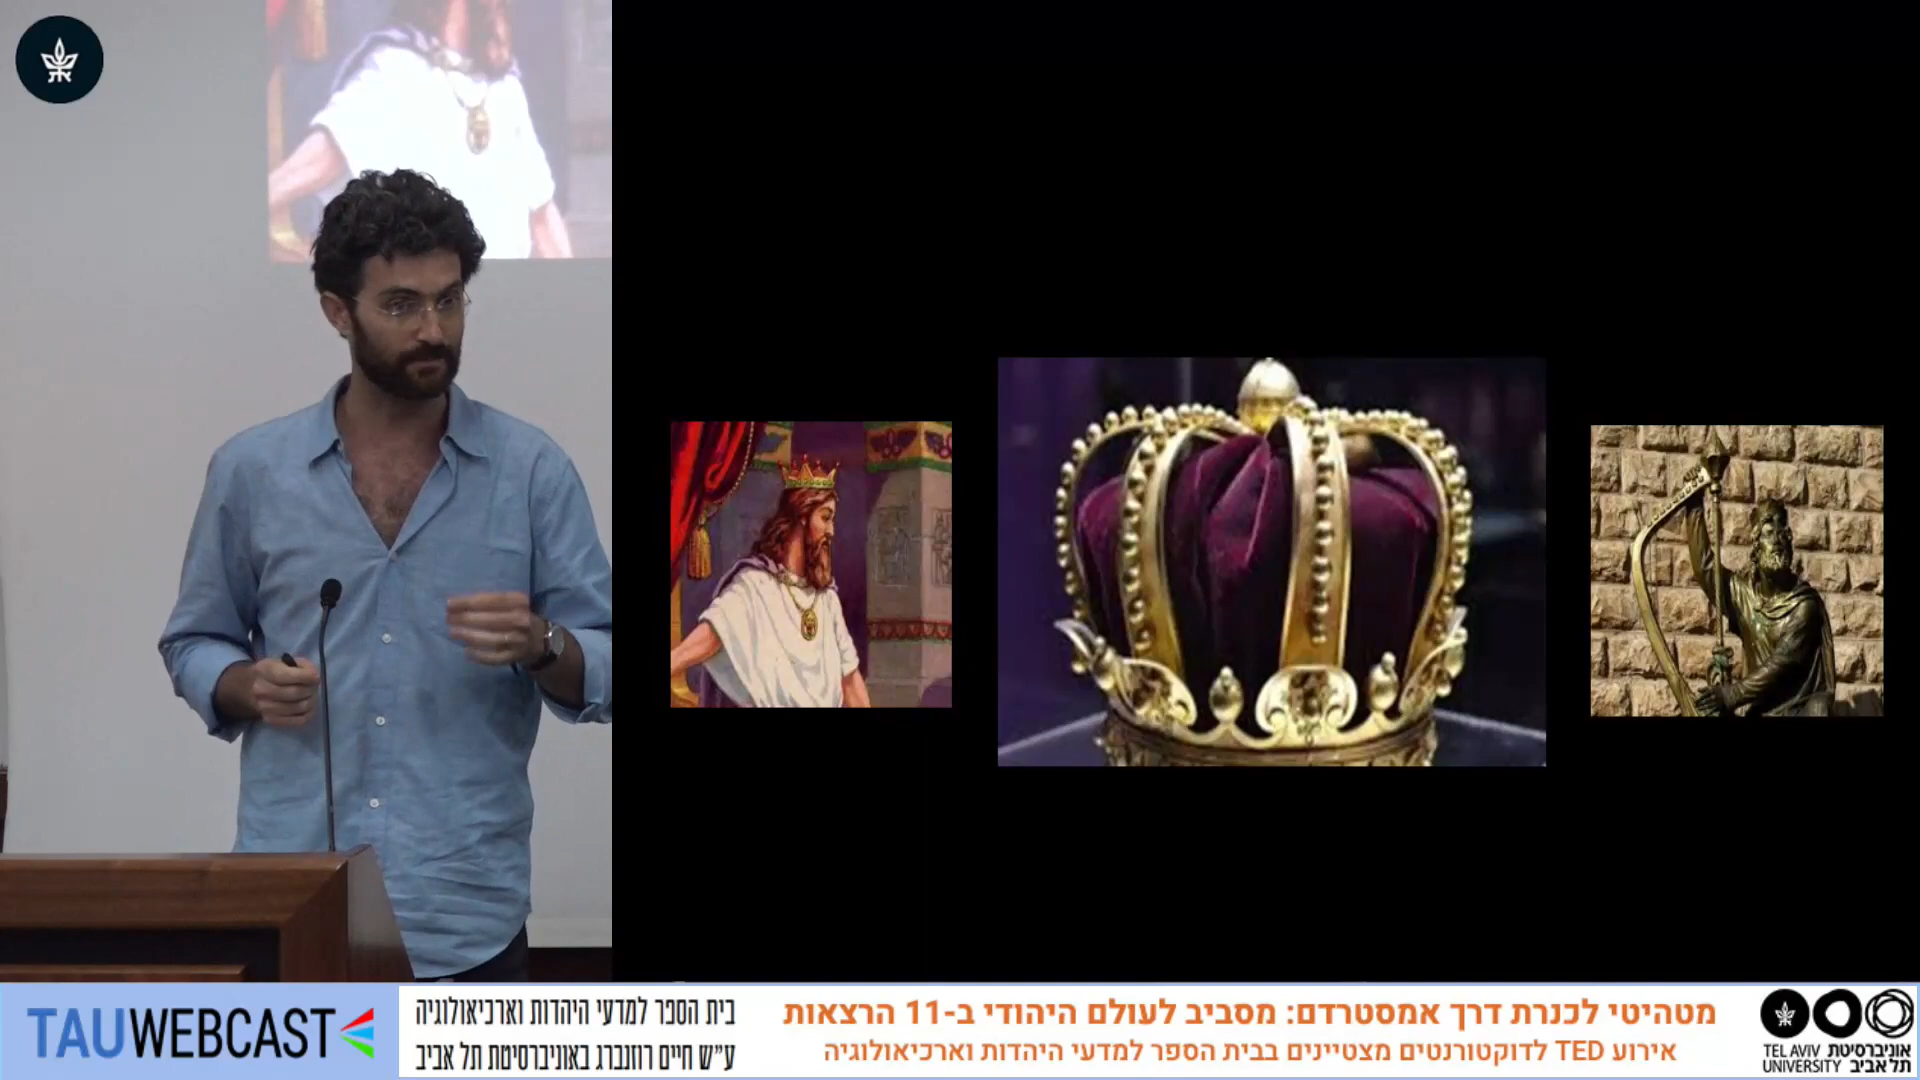 TAUWEBCAST
בית הספר למדעי היהדות וארכיאולוגיה
ע״ש חיים רוזנברג באוניברסיטת תל אביב
מטהיטי לכנרת דרך אמסטרדם: מסביב לעולם היהודי ב-11 הרצאות
אירוע TED לדוקטורנטים מצטיינים בבית הספר למדעי היהדות וארכיאולוגיה
TEL AVIV אוניברסיטת
UNIVERSITY תל אביב